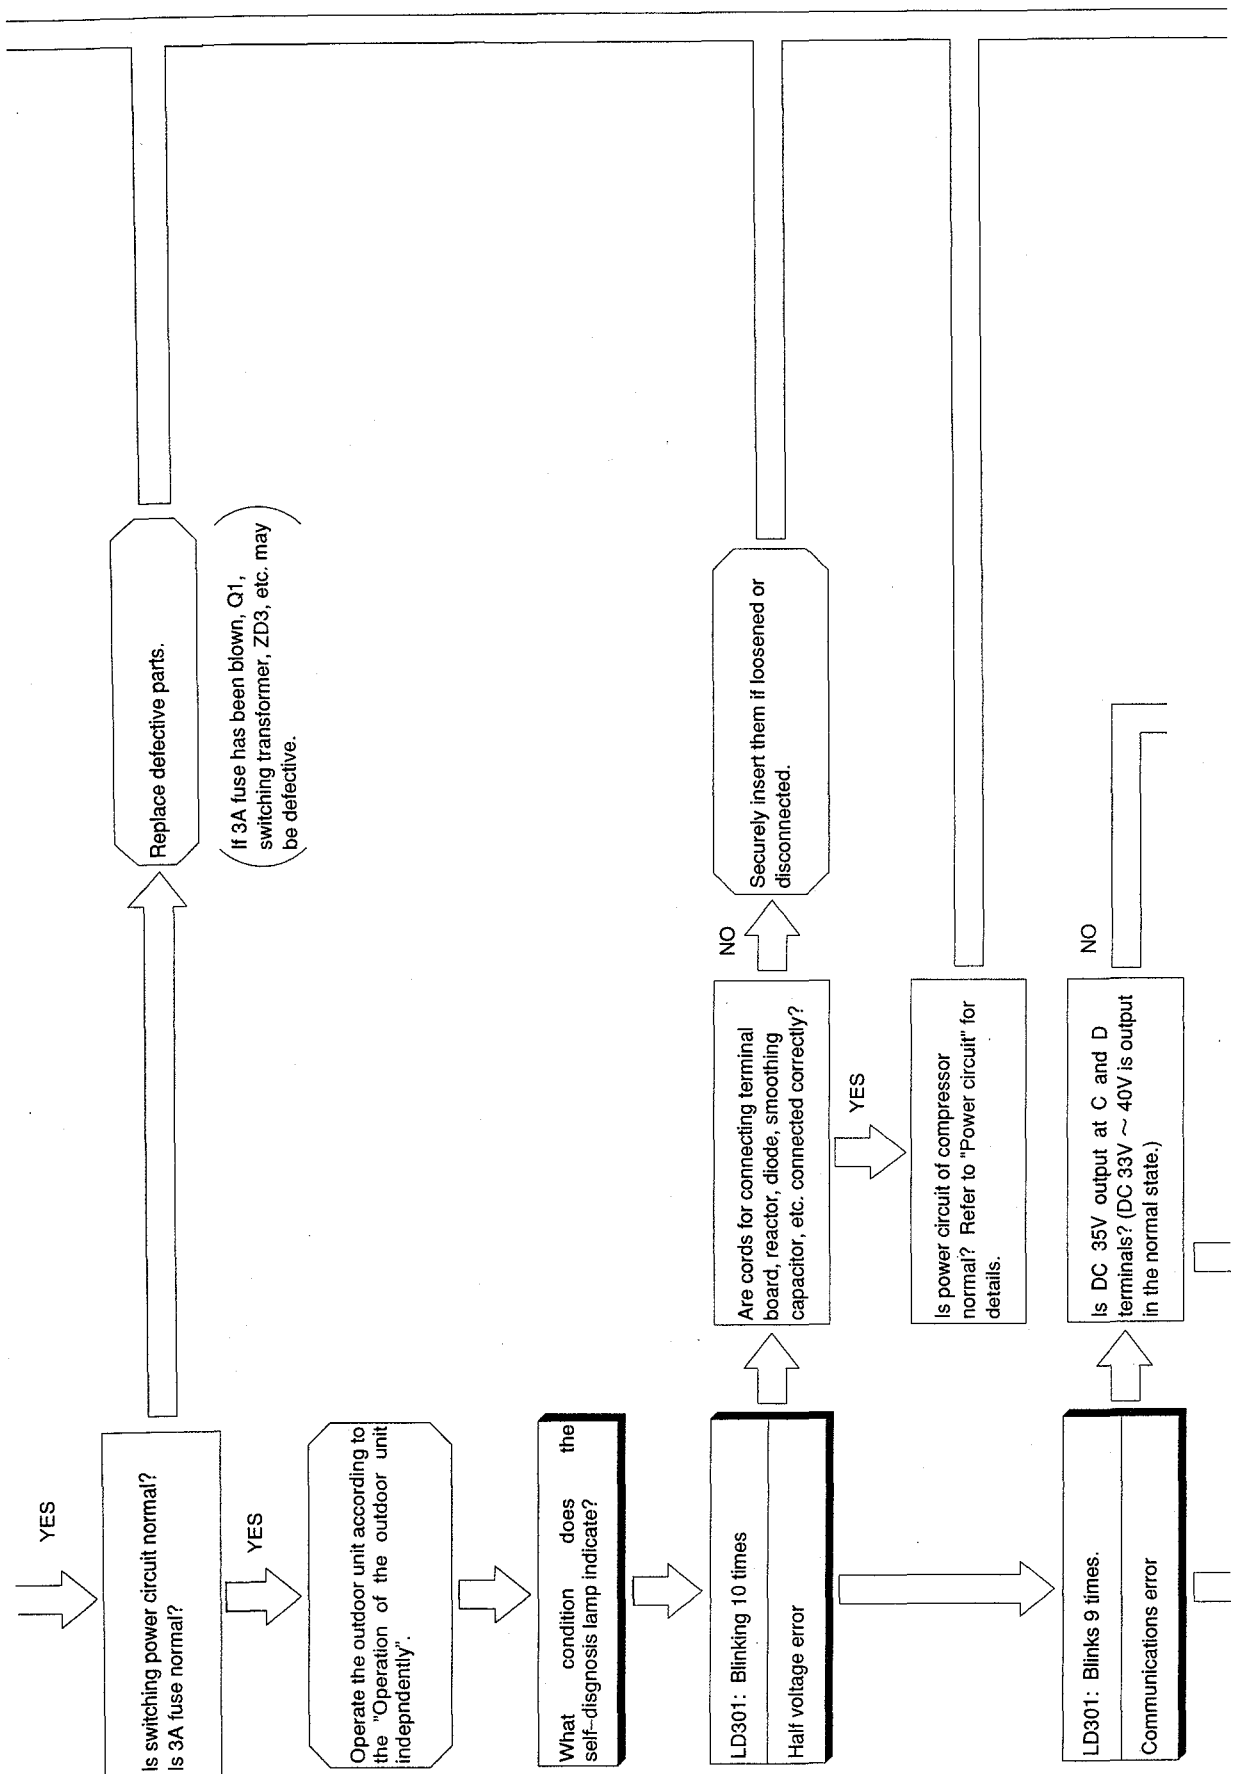 YES
Is switching power circuit normal?
Is 3A fuse normal?
Replace defective parts.
If 3A fuse has been blown, Q1,
switching transformer, ZD3, etc. may
be defective.
YES
Operate the outdoor unit according to
the "Operation of the outdoor unit
indepndently".
What condition does the
self-disgnosis lamp indicate?
LD301: Blinking 10 times
Half voltage error
Are cords for connecting terminal
board, reactor, diode, smoothing
capacitor, etc. connected correctly?
NO
Securely insert them if loosened or
disconnected.
YES
Is power circuit of compressor
normal? Refer to "Power circuit" for
details.
LD301: Blinks 9 times.
Communications error
Is DC 35V output at C and D
terminals? (DC 33V ~ 40V is output
in the normal state.)
NO